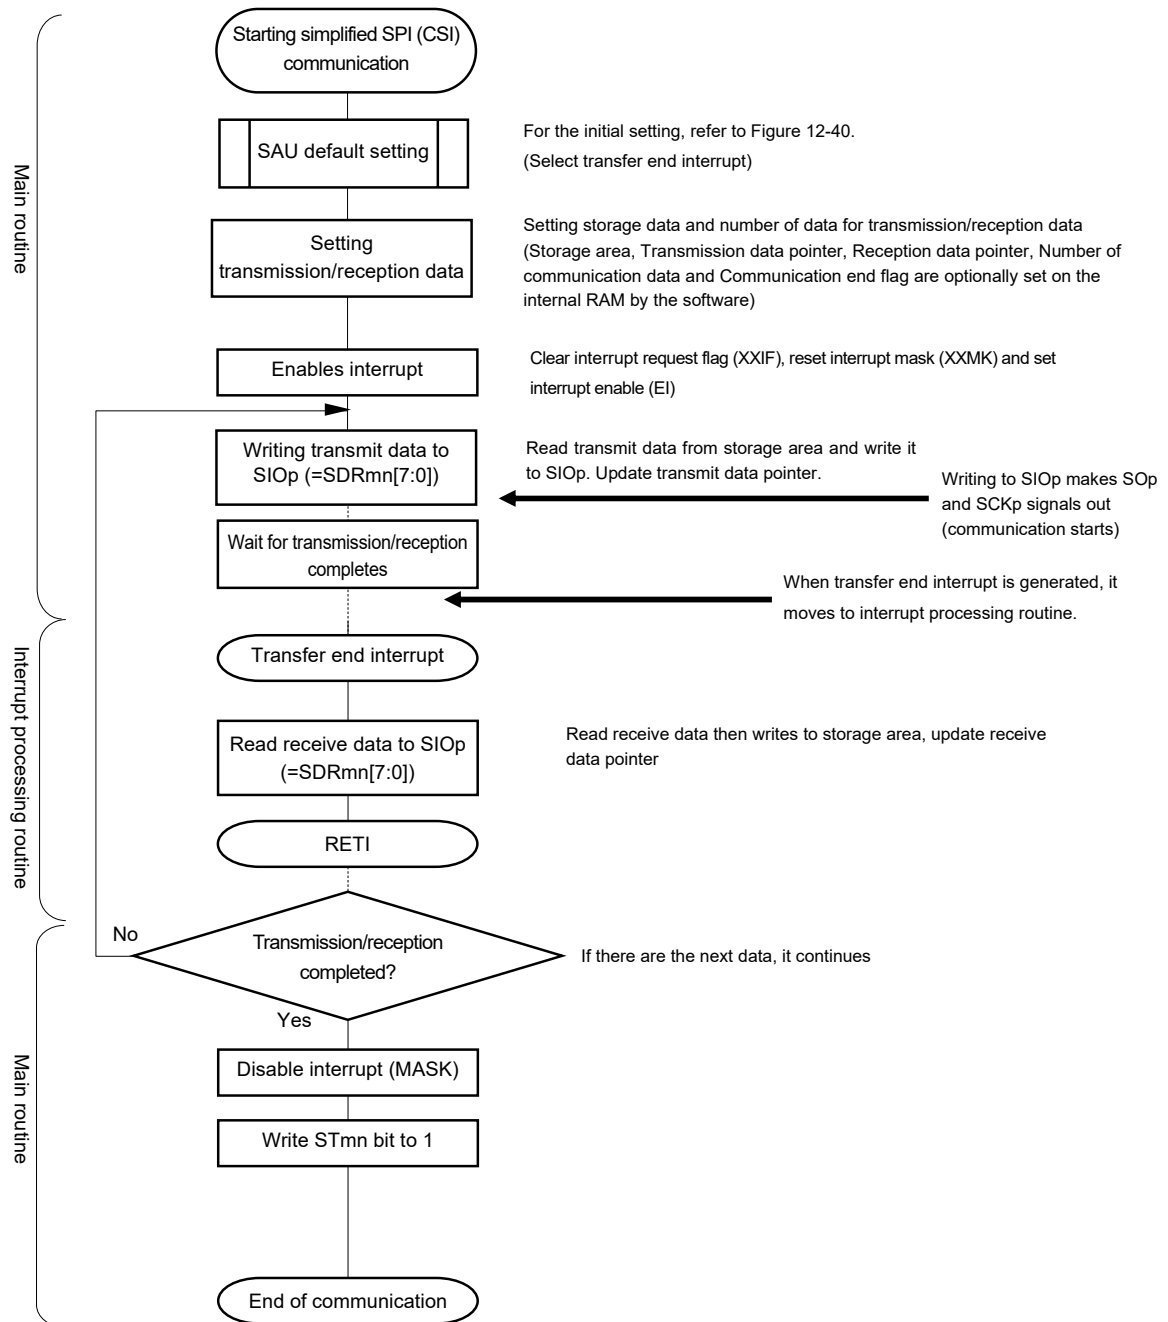 Starting simplified SPI (CSI)
communication
SAU default setting
For the initial setting, refer to Figure 12-40.
(Select transfer end interrupt)
Main routine
Setting
transmission/reception data
Setting storage data and number of data for transmission/reception data
(Storage area, Transmission data pointer, Reception data pointer, Number of
communication data and Communication end flag are optionally set on the
internal RAM by the software)
Enables interrupt
Clear interrupt request flag (XXIF), reset interrupt mask (XXMK) and set
interrupt enable (EI)
Writing transmit data to
SIOp (=SDRmn[7:0])
Read transmit data from storage area and write it
to SIOp. Update transmit data pointer.
Writing to SIOp makes SOp
and SCKp signals out
(communication starts)
Wait for transmission/reception
completes
When transfer end interrupt is generated, it
moves to interrupt processing routine.
Interrupt processing routine
Transfer end interrupt
Read receive data to SIOp
(=SDRmn[7:0])
Read receive data then writes to storage area, update receive
data pointer
RETI
No
Transmission/reception
completed?
If there are the next data, it continues
Yes
Main routine
Disable interrupt (MASK)
Write STmn bit to 1
End of communication